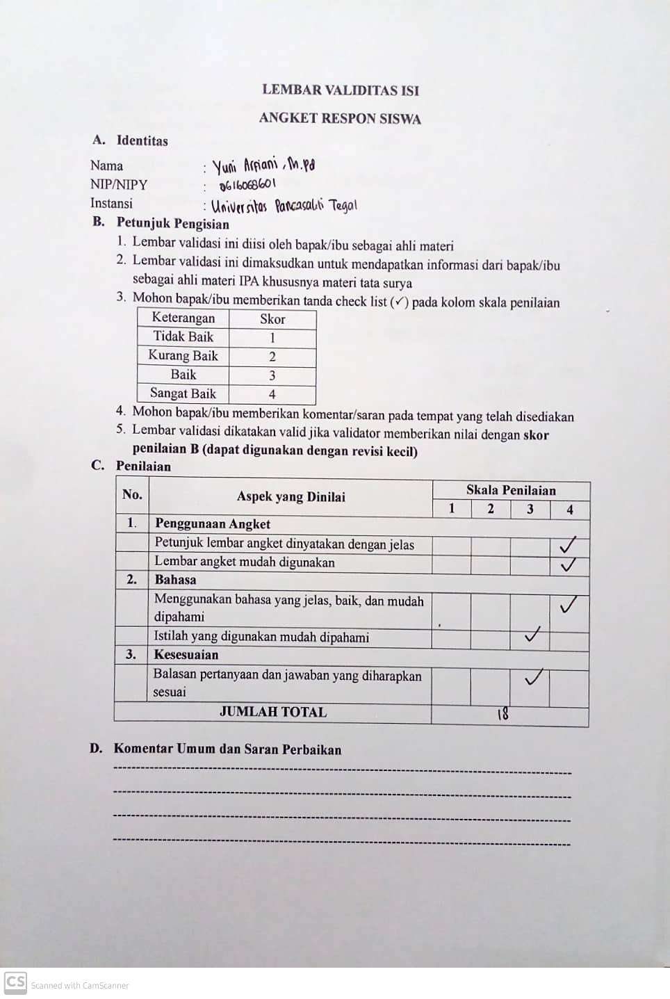 LEMBAR VALIDITAS ISI
ANGKET RESPON SISWA
A. Identitas
Nama : Yuni Arfiani, M.Pd
NIP/NIPY : 0616068601
Instansi : Universitas Pancasakti Tegal
B. Petunjuk Pengisian
1. Lembar validasi ini diisi oleh bapak/ibu sebagai ahli materi
2. Lembar validasi ini dimaksudkan untuk mendapatkan informasi dari bapak/ibu
sebagai ahli materi IPA khususnya materi tata surya
3. Mohon bapak/ibu memberikan tanda check list (✓) pada kolom skala penilaian
Keterangan Skor
Tidak Baik 1
Kurang Baik 2
Baik 3
Sangat Baik 4
4. Mohon bapak/ibu memberikan komentar/saran pada tempat yang telah disediakan
5. Lembar validasi dikatakan valid jika validator memberikan nilai dengan skor
penilaian B (dapat digunakan dengan revisi kecil)
C. Penilaian
No. Aspek yang Dinilai Skala Penilaian
1 2 3 4
1. Penggunaan Angket
Petunjuk lembar angket dinyatakan dengan jelas ✓
Lembar angket mudah digunakan ✓
2. Bahasa
Menggunakan bahasa yang jelas, baik, dan mudah ✓
dipahami
Istilah yang digunakan mudah dipahami ✓
3. Kesesuaian
Balasan pertanyaan dan jawaban yang diharapkan ✓
sesuai
JUMLAH TOTAL 18
D. Komentar Umum dan Saran Perbaikan
CS Scanned with CamScanner